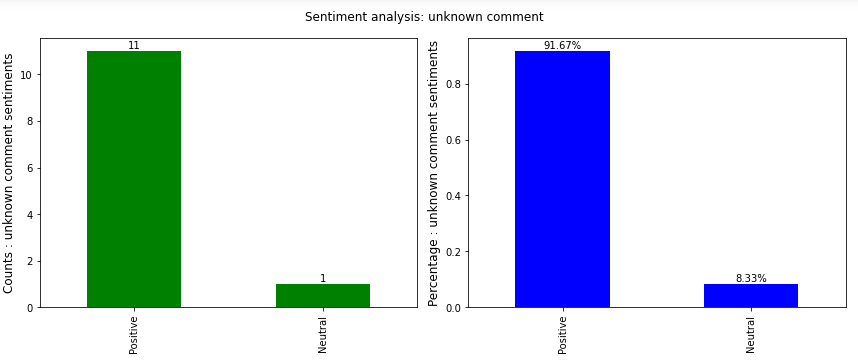 Sentiment analysis: unknown comment
Counts : unknown comment sentiments
10
8
6
4
2
0
11
1
Positive
Neutral
Percentage : unknown comment sentiments
0.8
0.6
0.4
0.2
0.0
91.67%
8.33%
Positive
Neutral